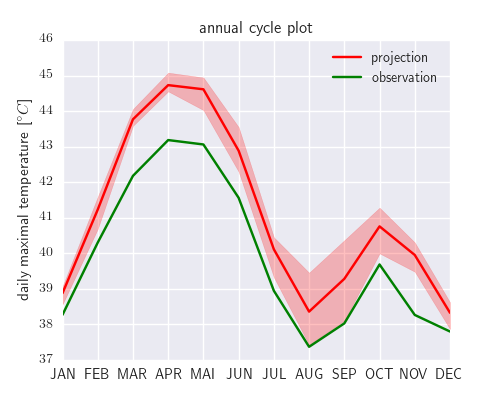 annual cycle plot
projection
observation
daily maximal temperature [°C]
46
45
44
43
42
41
40
39
38
37
JAN FEB MAR APR MAI JUN JUL AUG SEP OCT NOV DEC